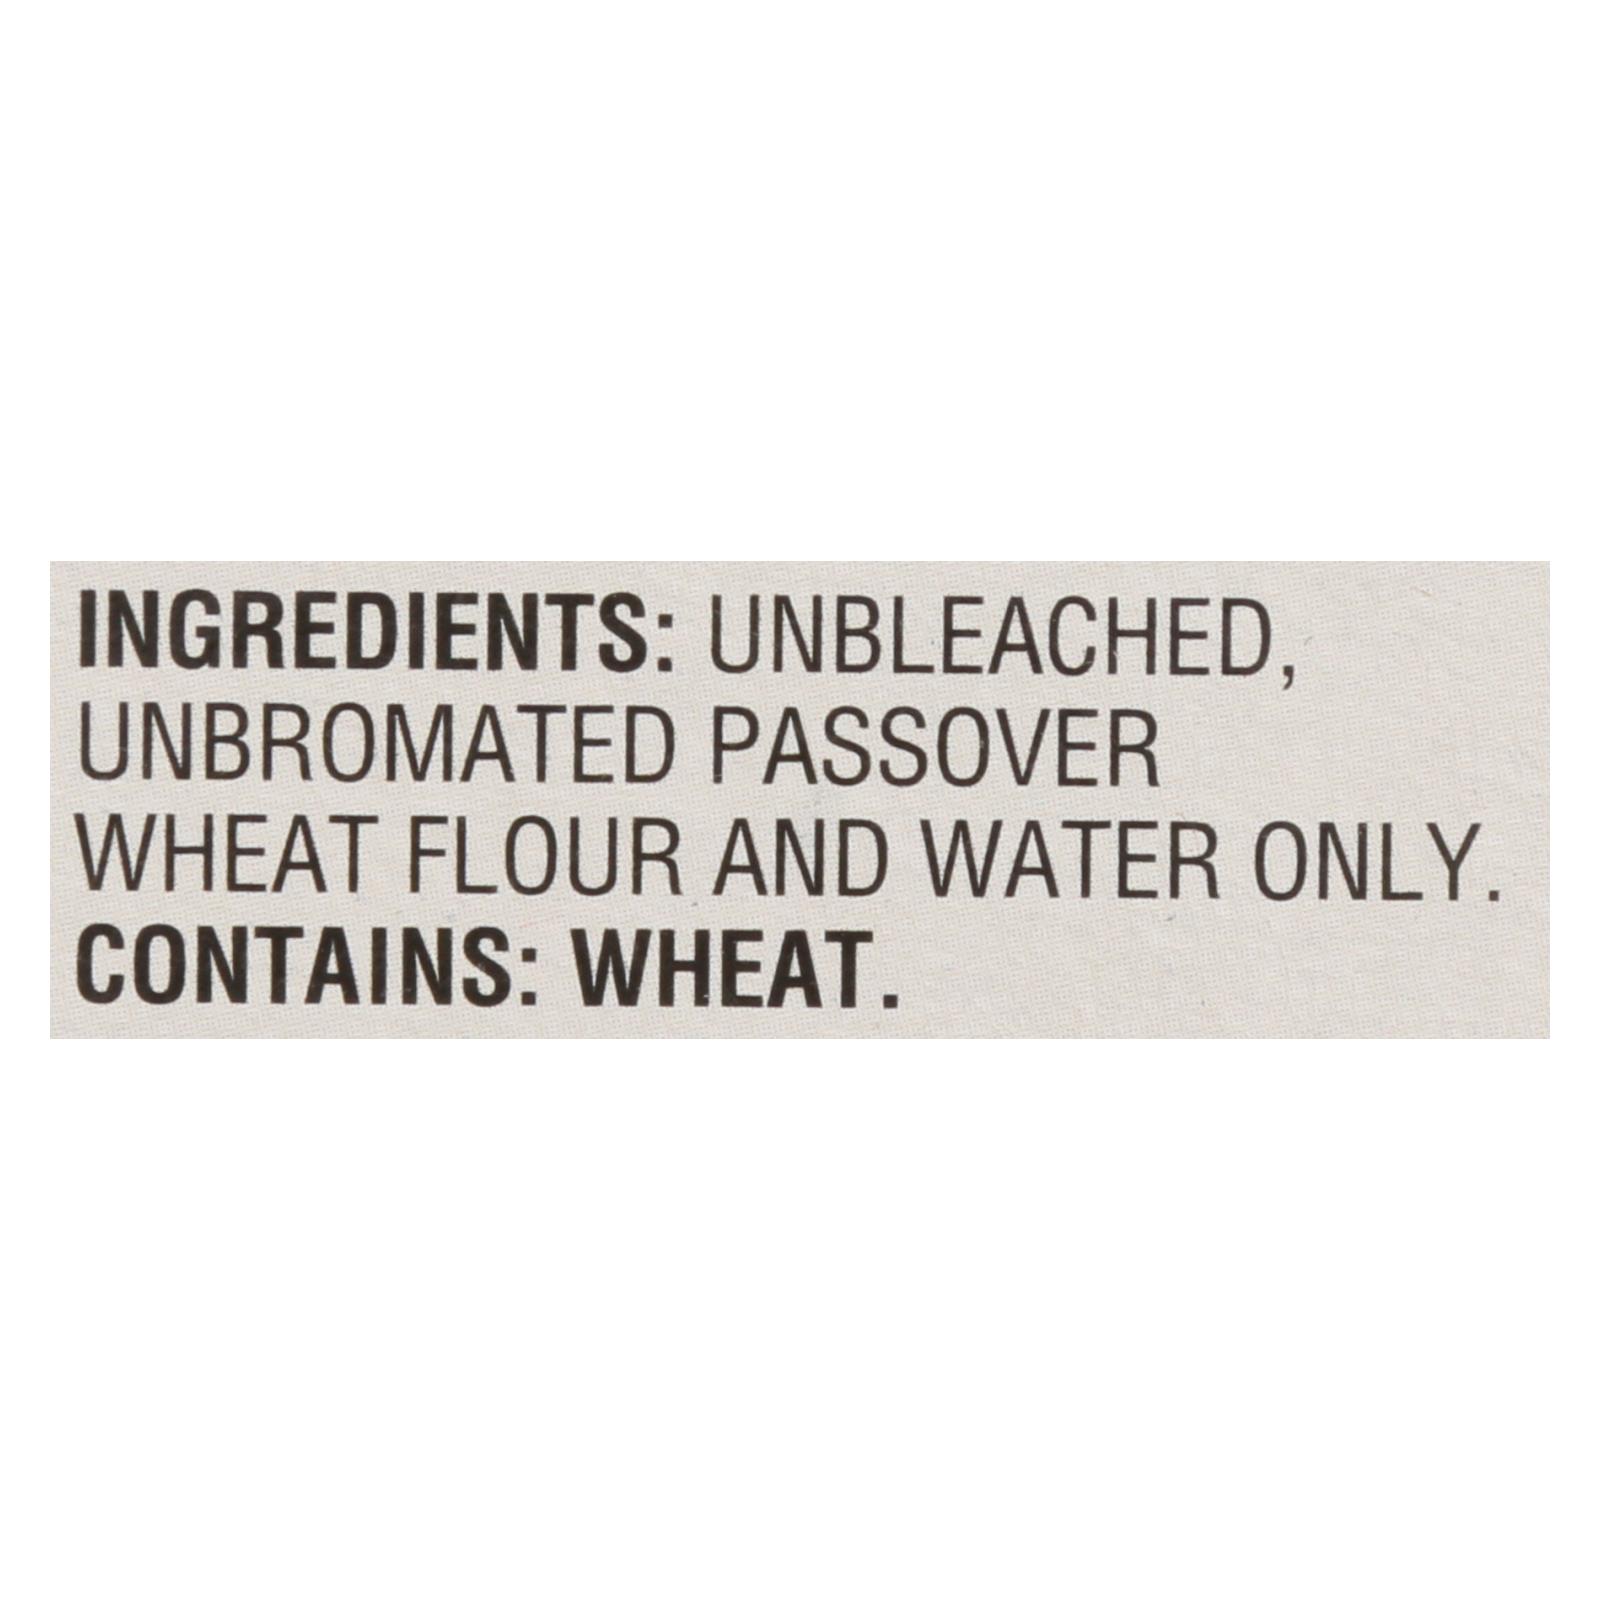 INGREDIENTS: UNBLEACHED,
UNBROMATED PASSOVER
WHEAT FLOUR AND WATER ONLY.
CONTAINS: WHEAT.